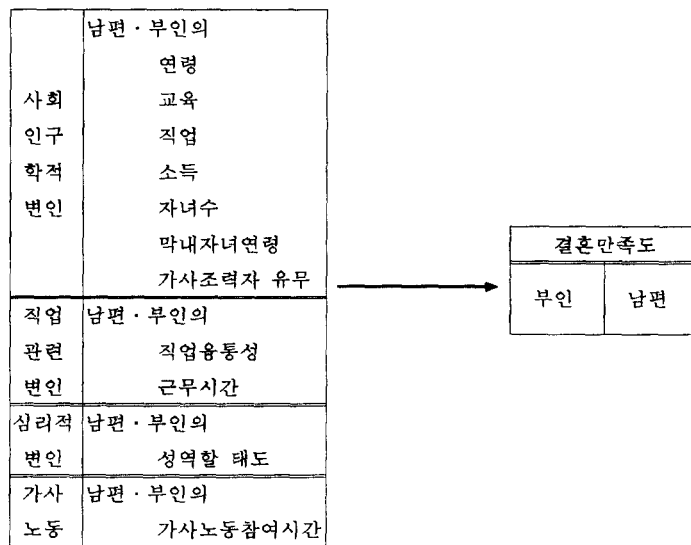 남편·부인의
연령
사회 교육
인구 직업
학적 소득
변인 자녀수
막내자녀연령
가사조력자 유무
직업 남편·부인의
관련 직업융통성
변인 근무시간
심리적 남편·부인의
변인 성역할 태도
가사 남편·부인의
노동 가사노동참여시간
결혼만족도
부인 남편